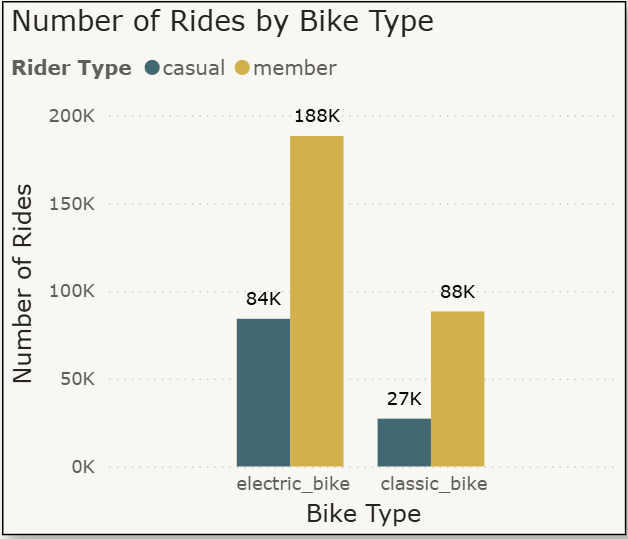 Number of Rides by Bike Type
Rider Type casual member
200K
188K
150K
100K
84K
88K
50K
27K
0K
electric_bike classic_bike
Bike Type
Number of Rides